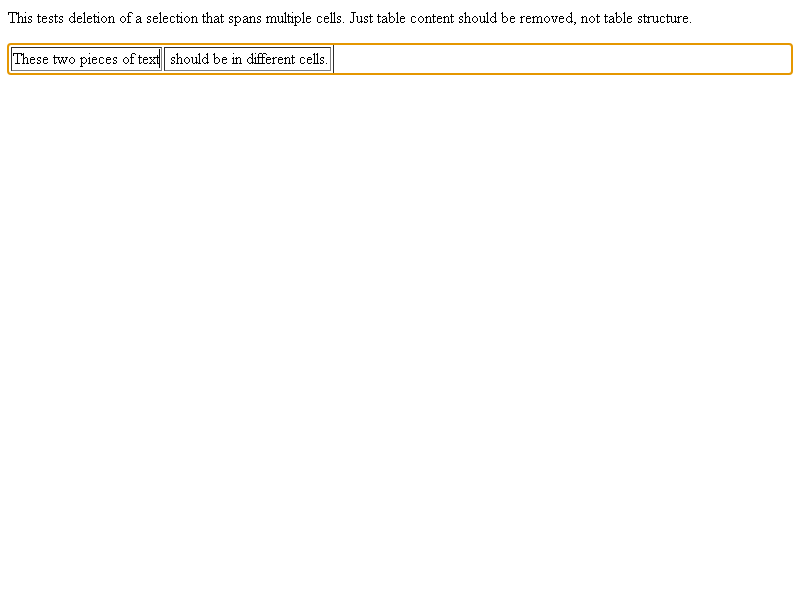 This tests deletion of a selection that spans multiple cells. Just table content should be removed, not table structure.
These two pieces of text should be in different cells.